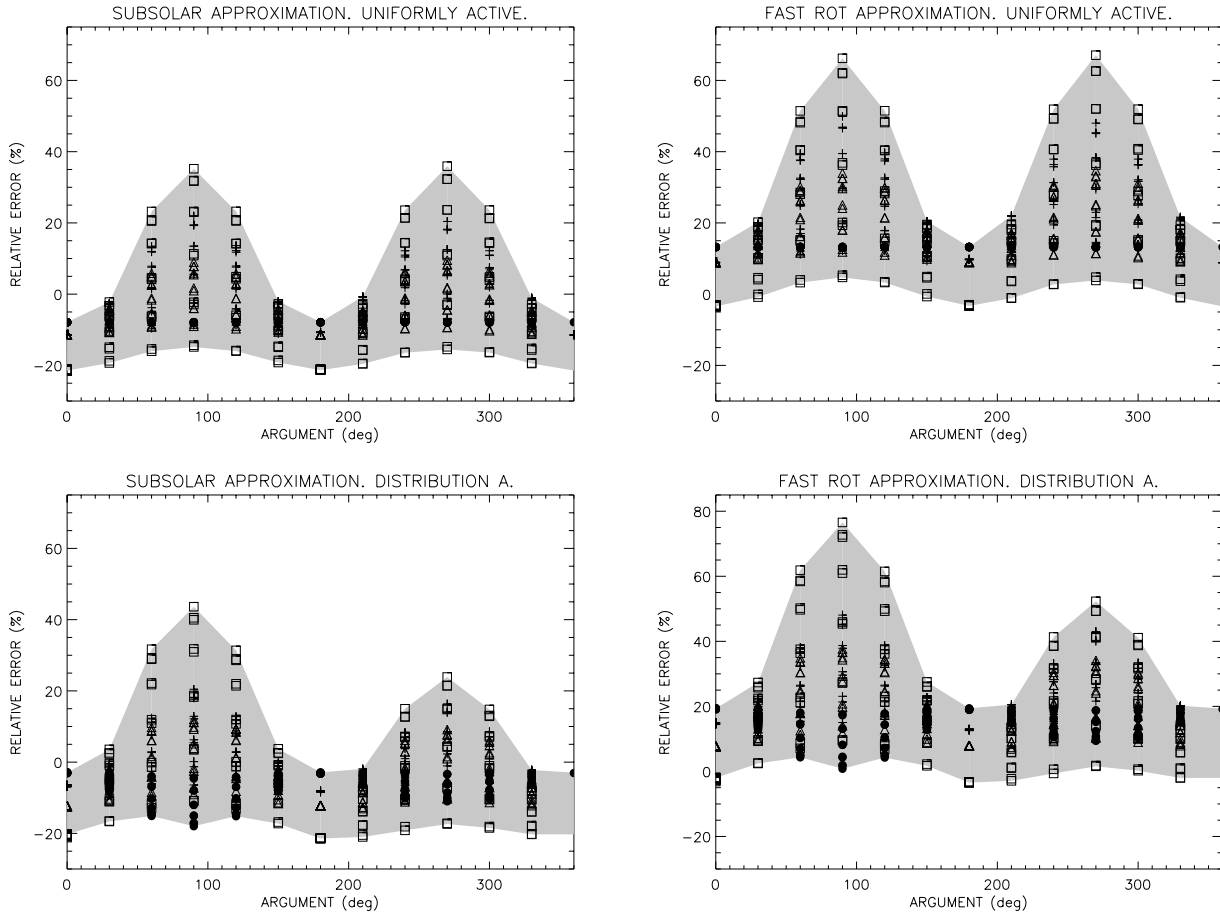 SUBSOLAR APPROXIMATION. UNIFORMLY ACTIVE.
RELATIVE ERROR (%)
60
40
20
0
−20
0 100 200 300
ARGUMENT (deg)
FAST ROT APPROXIMATION. UNIFORMLY ACTIVE.
RELATIVE ERROR (%)
60
40
20
0
−20
0 100 200 300
ARGUMENT (deg)
SUBSOLAR APPROXIMATION. DISTRIBUTION A.
RELATIVE ERROR (%)
60
40
20
0
−20
0 100 200 300
ARGUMENT (deg)
FAST ROT APPROXIMATION. DISTRIBUTION A.
RELATIVE ERROR (%)
80
60
40
20
0
−20
0 100 200 300
ARGUMENT (deg)